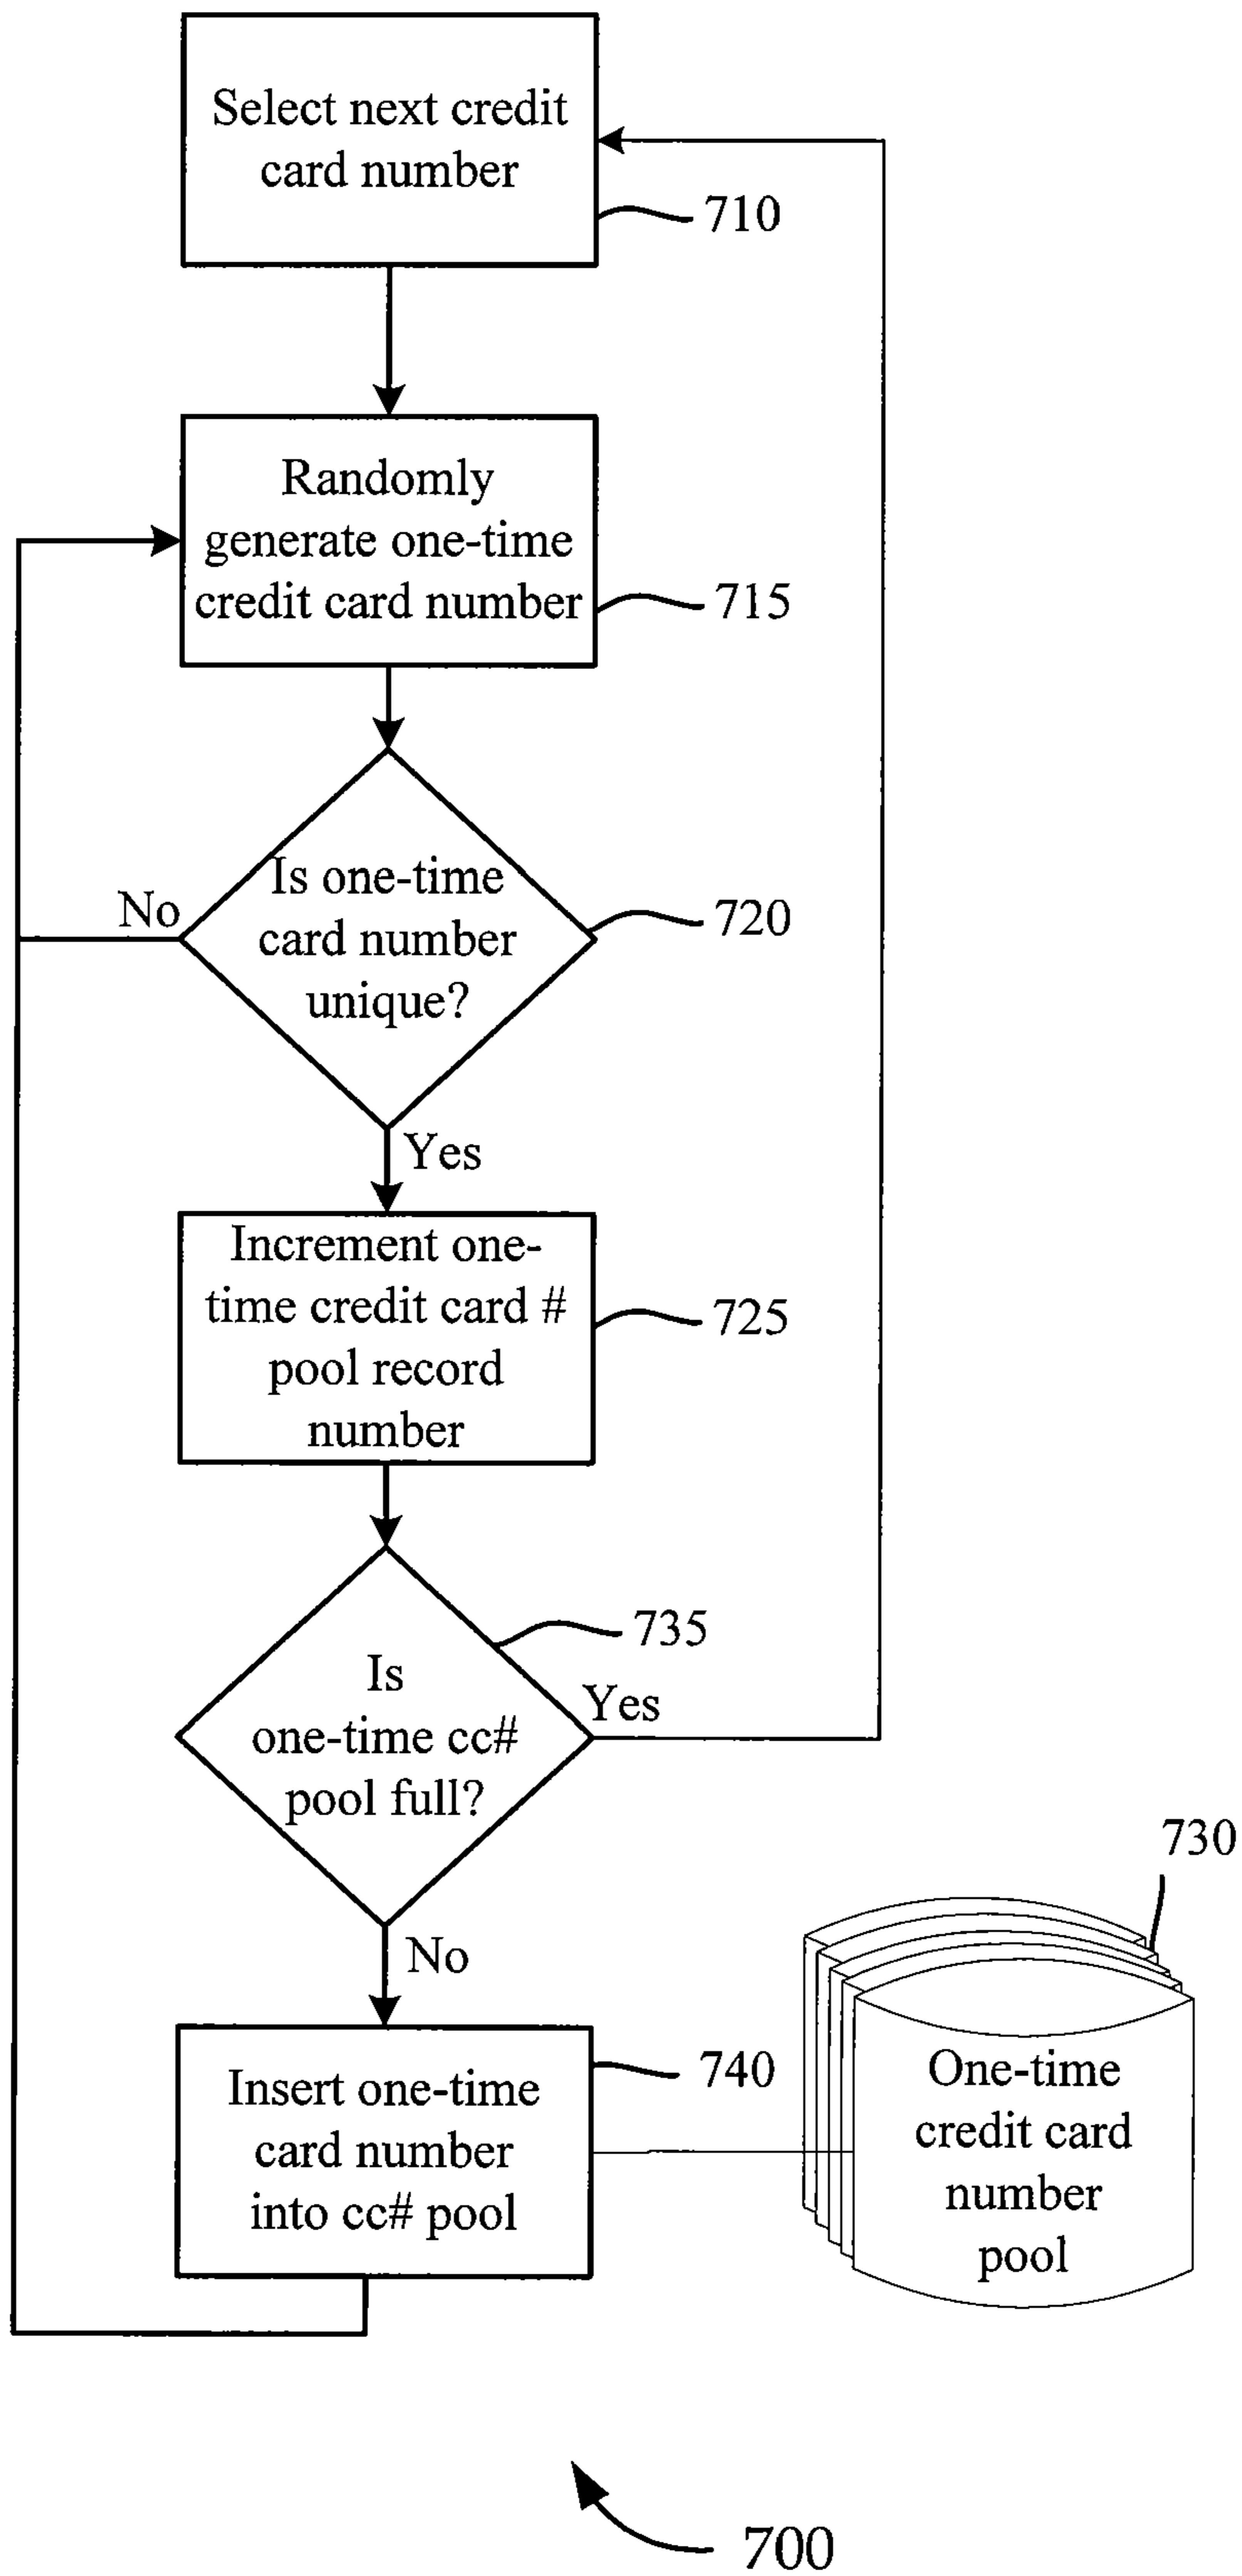 Select next credit
card number
710
Randomly
generate one-time
credit card number
715
Is one-time
card number
unique?
No
720
Yes
Increment one-
time credit card #
pool record
number
725
735
Is
one-time cc#
pool full?
Yes
No
730
Insert one-time
card number
into cc# pool
740
One-time
credit card
number
pool
700